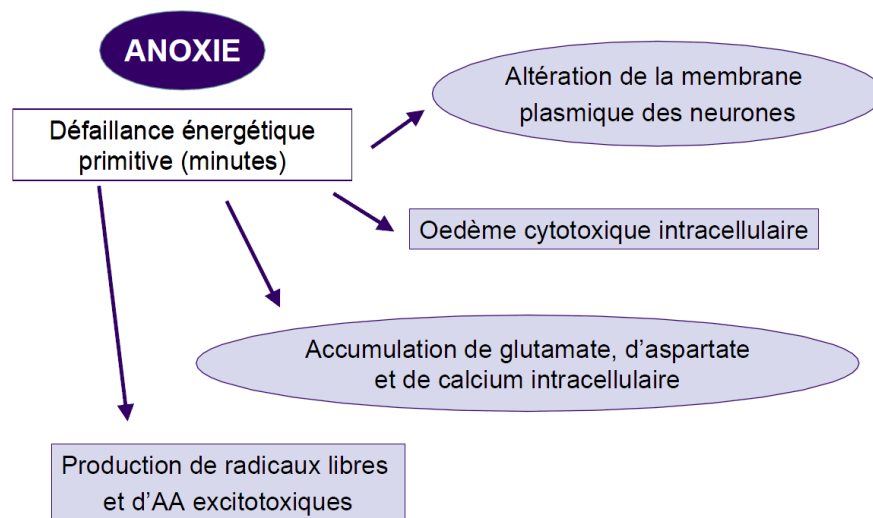 ANOXIE
Altération de la membrane
plasmique des neurones
Défaillance énergétique
primitive (minutes)
Oedème cytotoxique intracellulaire
Accumulation de glutamate, d'aspartate
et de calcium intracellulaire
Production de radicaux libres
et d'AA excitotoxiques